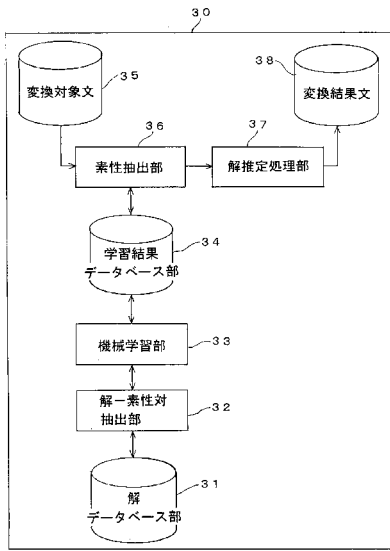 30
変換対象文
35
38
変換結果文
36
37
素性抽出部
解推定処理部
34
学習結果
データベース部
機械学習部
33
解－素性対
抽出部
32
解
データベース部
31